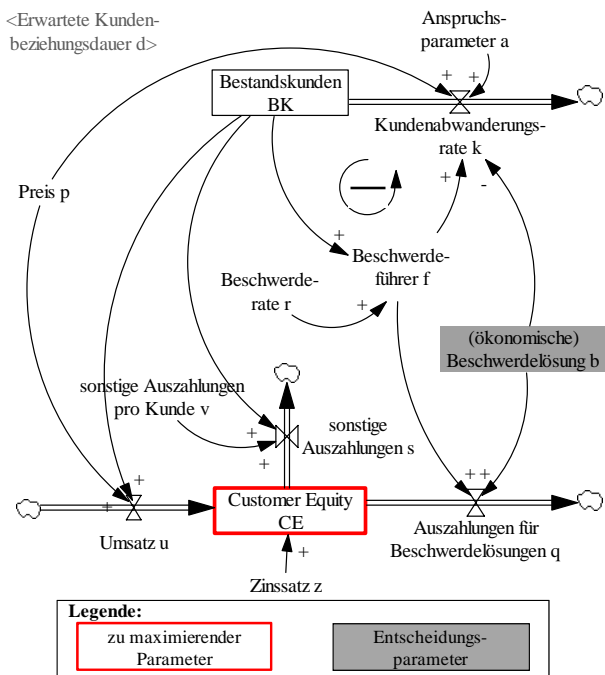 <Erwartete Kunden-
beziehungsdauer d>
Anspruchs-
parameter a
+
+
Bestandskunden
BK
Kundenabwanderungs-
rate k
+
-
Preis p
+
Beschwerde-
führer f
Beschwerde-
rate r
+
(ökonomische)
Beschwerdelösung b
sonstige Auszahlungen
pro Kunde v
+
+
+
sonstige
Auszahlungen s
+
+
Umsatz u
Customer Equity
CE
++
Auszahlungen für
Beschwerdelösungen q
+
Zinssatz z
Legende:
zu maximierender
Parameter
Entscheidungs-
parameter